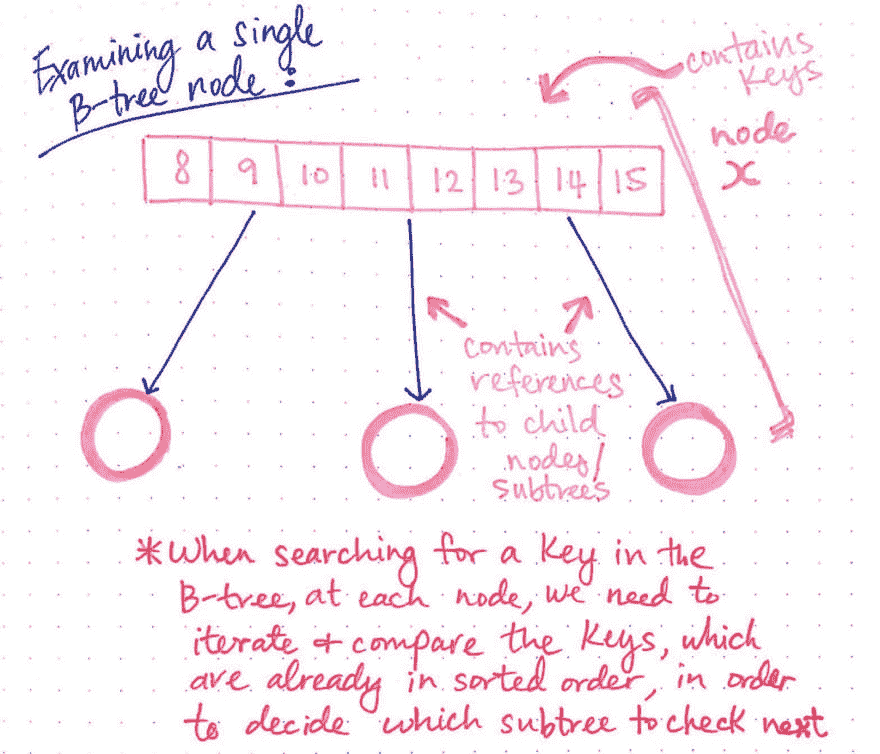 Examining a single
B-tree node:
contains
keys
node
x
8 9 10 11 12 13 14 15
contains
references
to child
nodes/
subtrees
*When searching for a key in the
B-tree, at each node, we need to
iterate + compare the keys, which
are already in sorted order, in order
to decide which subtree to check next